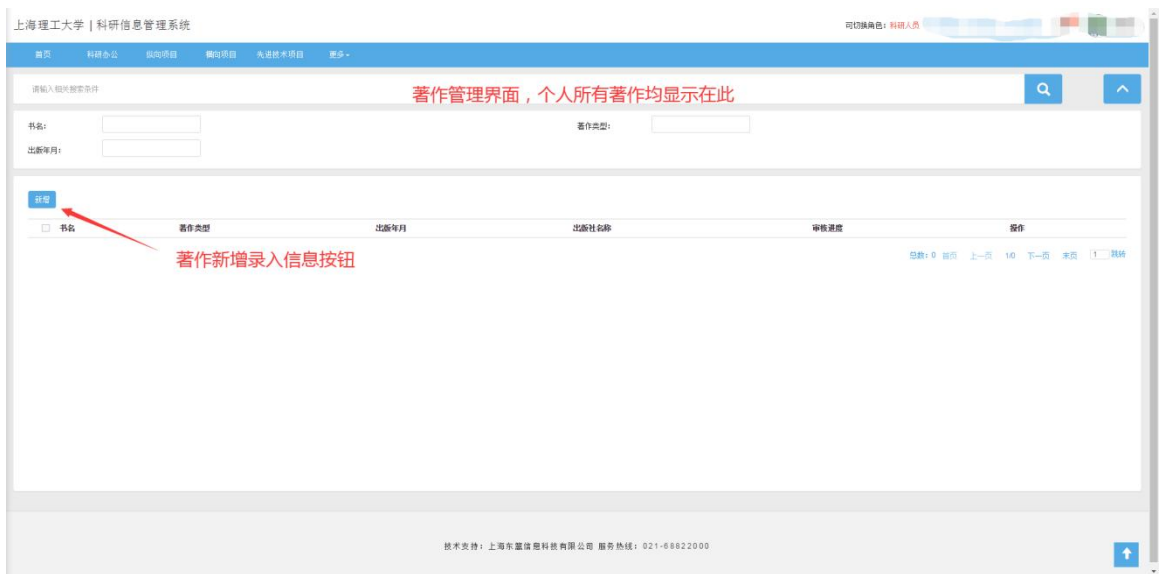 上海理工大学 | 科研信息管理系统
可切换角色：科研人员
首页 科研办公 纵向项目 横向项目 先进技术项目 更多
请输入相关搜索条件
著作管理界面，个人所有著作均显示在此
书名： 著作类型：
出版年月：
新增
书名 著作类型 出版年月 出版社名称 审核进度 操作
著作新增录入信息按钮
总数：0 首页 上一页 1/0 下一页 末页 1 跳转
技术支持：上海东篁信息科技有限公司 服务热线：021-68822000